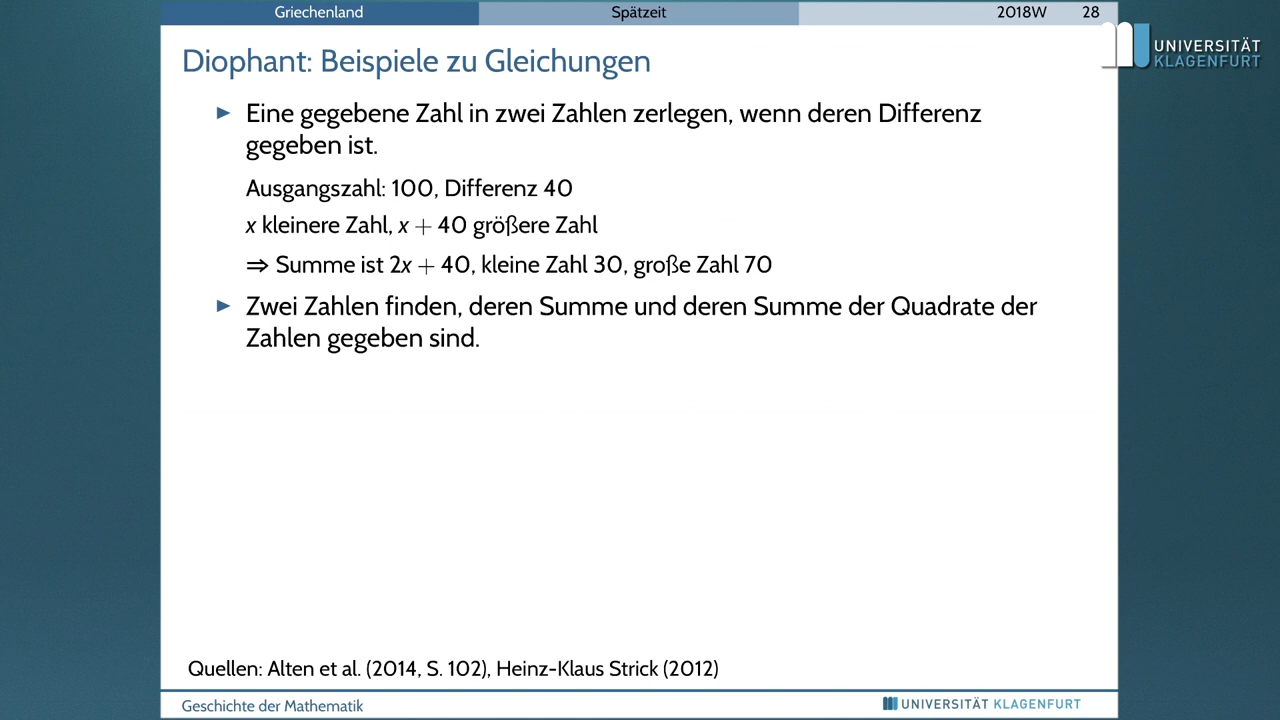 Griechenland Spätzeit 2018W 28
UNIVERSITÄT
KLAGENFURT
Diophant: Beispiele zu Gleichungen
Eine gegebene Zahl in zwei Zahlen zerlegen, wenn deren Differenz
gegeben ist.
Ausgangszahl: 100, Differenz 40
x kleinere Zahl, x + 40 größere Zahl
⇒ Summe ist 2x + 40, kleine Zahl 30, große Zahl 70
Zwei Zahlen finden, deren Summe und deren Summe der Quadrate der
Zahlen gegeben sind.
Quellen: Alten et al. (2014, S. 102), Heinz-Klaus Strick (2012)
Geschichte der Mathematik UNIVERSITÄT KLAGENFURT